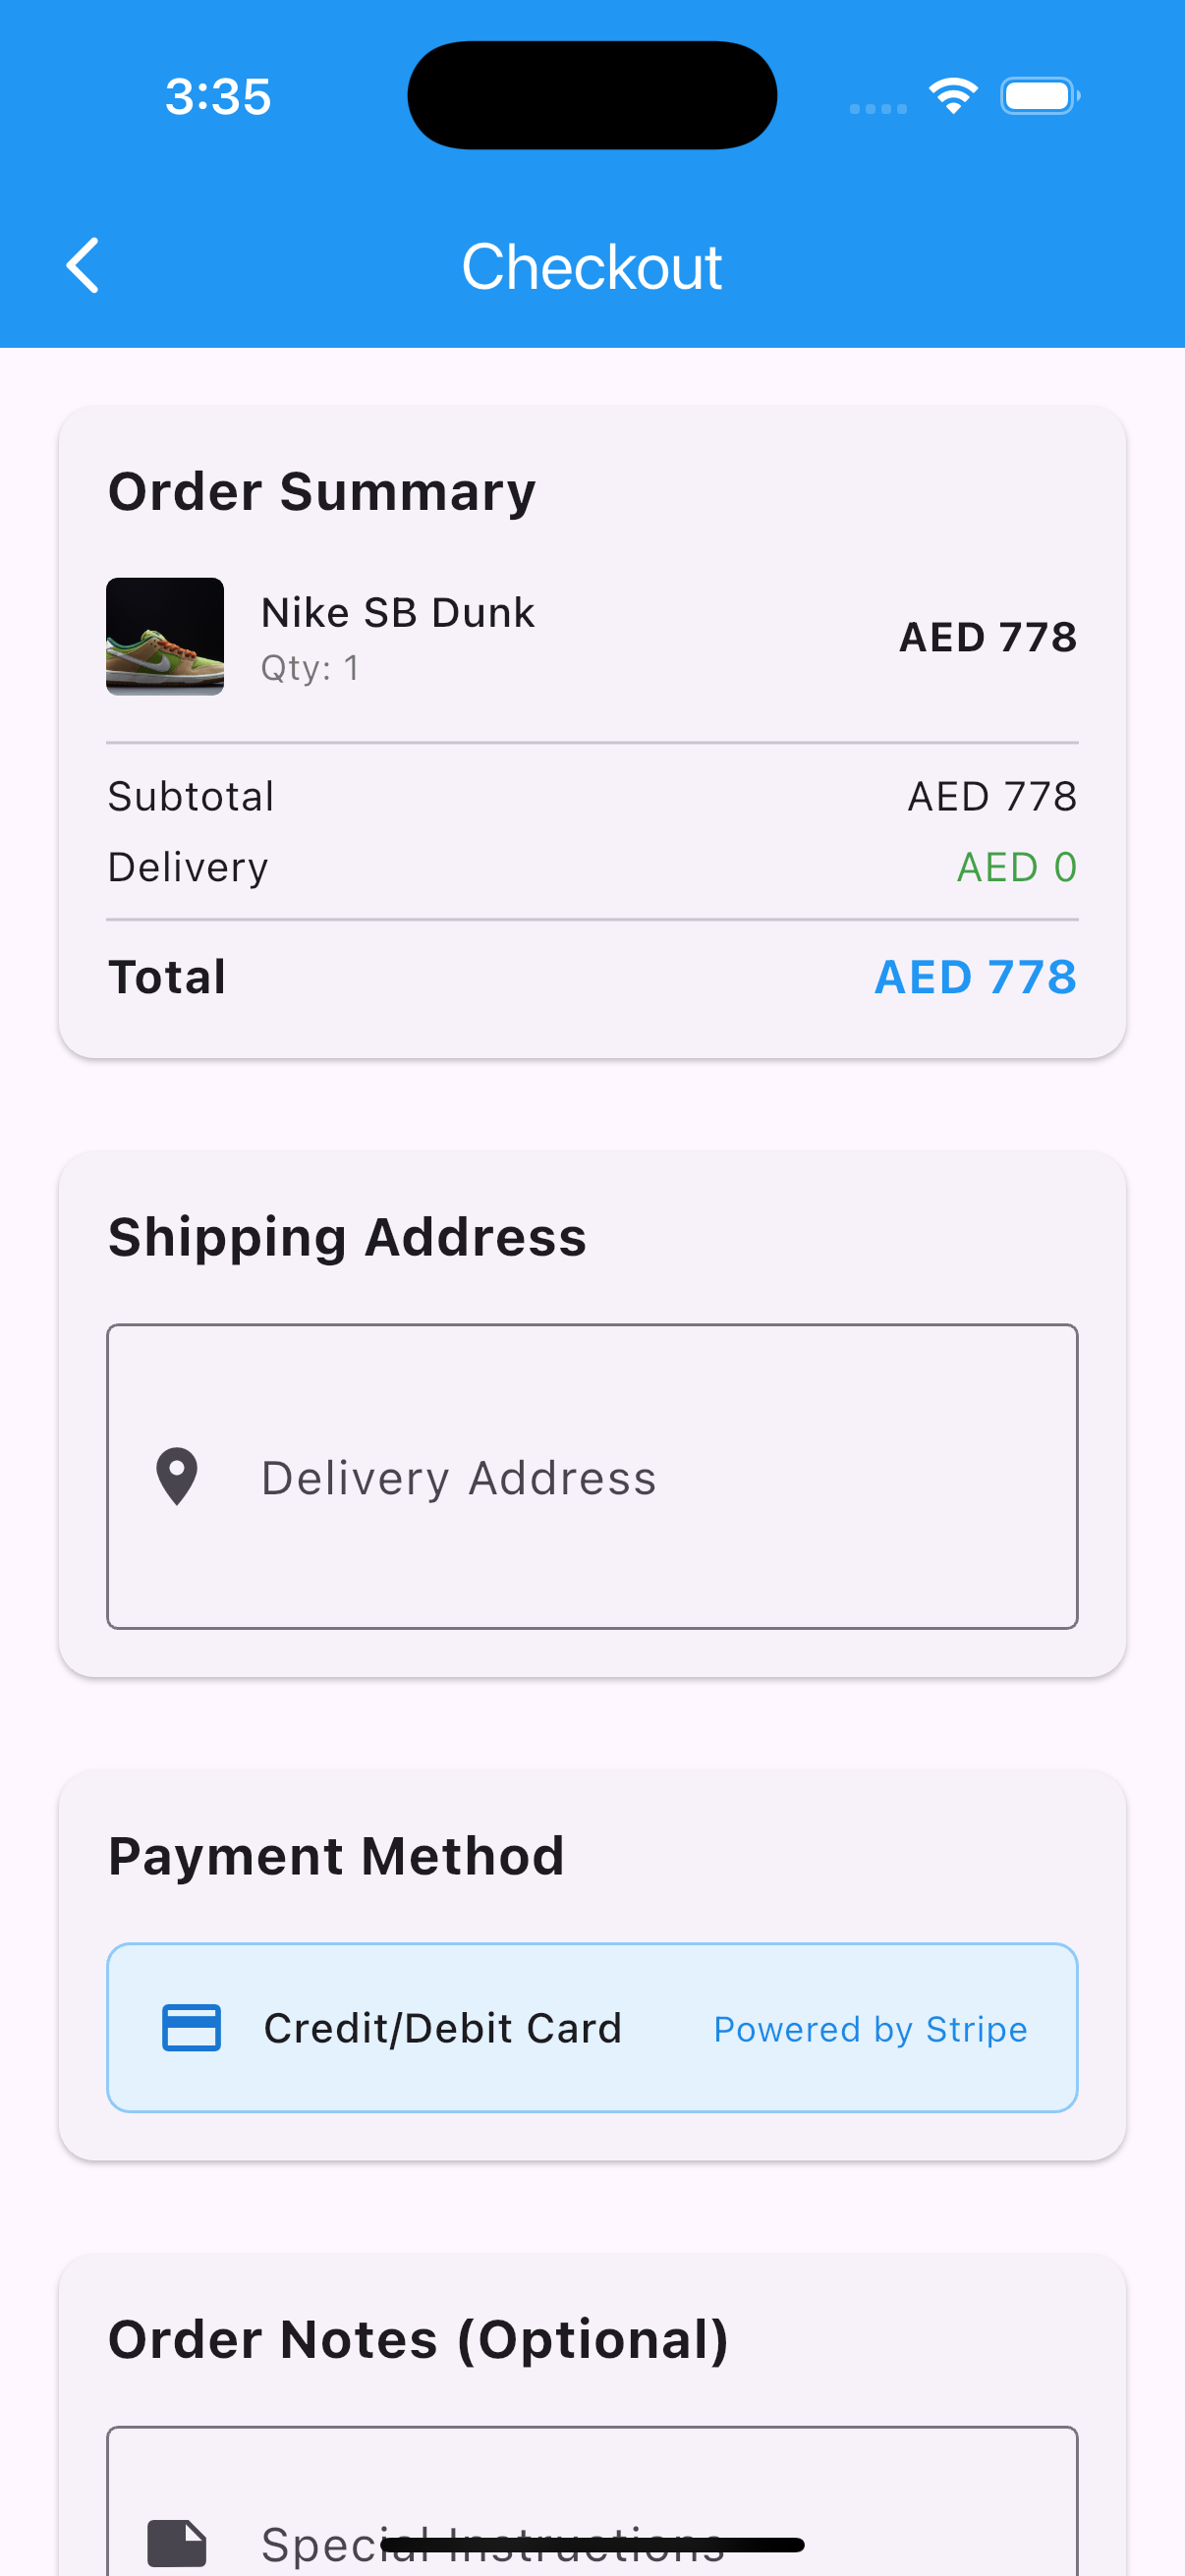 3:35
Checkout
Order Summary
Nike SB Dunk
Qty: 1
AED 778
Subtotal
AED 778
Delivery
AED 0
Total
AED 778
Shipping Address
Delivery Address
Payment Method
Credit/Debit Card
Powered by Stripe
Order Notes (Optional)
Special Instructions